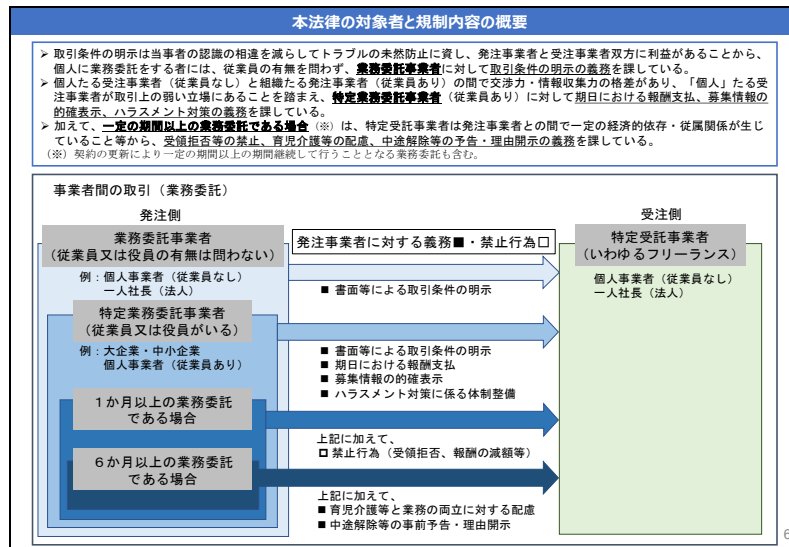 本法律の対象者と規制内容の概要
➢ 取引条件の明示は当事者の認識の相違を減らしてトラブルの未然防止に資し、発注事業者と受注事業者双方に利益があることから、
個人に業務委託をする者には、従業員の有無を問わず、業務委託事業者に対して取引条件の明示の義務を課している。
➢ 個人たる受注事業者（従業員なし）と組織たる発注事業者（従業員あり）の間で交渉力・情報収集力の格差があり、「個人」たる受
注事業者が取引上の弱い立場にあることを踏まえ、特定業務委託事業者（従業員あり）に対して期日における報酬支払、募集情報の
的確表示、ハラスメント対策の義務を課している。
➢ 加えて、一定の期間以上の業務委託である場合（※）は、特定受託事業者は発注事業者との間で一定の経済的依存・従属関係が生じ
ていること等から、受領拒否等の禁止、育児介護等の配慮、中途解除等の予告・理由開示の義務を課している。
（※）契約の更新により一定の期間以上の期間継続して行うこととなる業務委託も含む。
事業者間の取引（業務委託）
発注側
受注側
業務委託事業者
（従業員又は役員の有無は問わない）
発注事業者に対する義務■・禁止行為□
特定受託事業者
（いわゆるフリーランス）
例：個人事業者（従業員なし）
一人社長（法人）
個人事業者（従業員なし）
一人社長（法人）
■ 書面等による取引条件の明示
特定業務委託事業者
（従業員又は役員がいる）
例：大企業・中小企業
個人事業者（従業員あり）
■ 書面等による取引条件の明示
■ 期日における報酬支払
■ 募集情報の的確表示
■ ハラスメント対策に係る体制整備
１か月以上の業務委託
である場合
上記に加えて、
□ 禁止行為（受領拒否、報酬の減額等）
６か月以上の業務委託
である場合
上記に加えて、
■ 育児介護等と業務の両立に対する配慮
■ 中途解除等の事前予告・理由開示
6